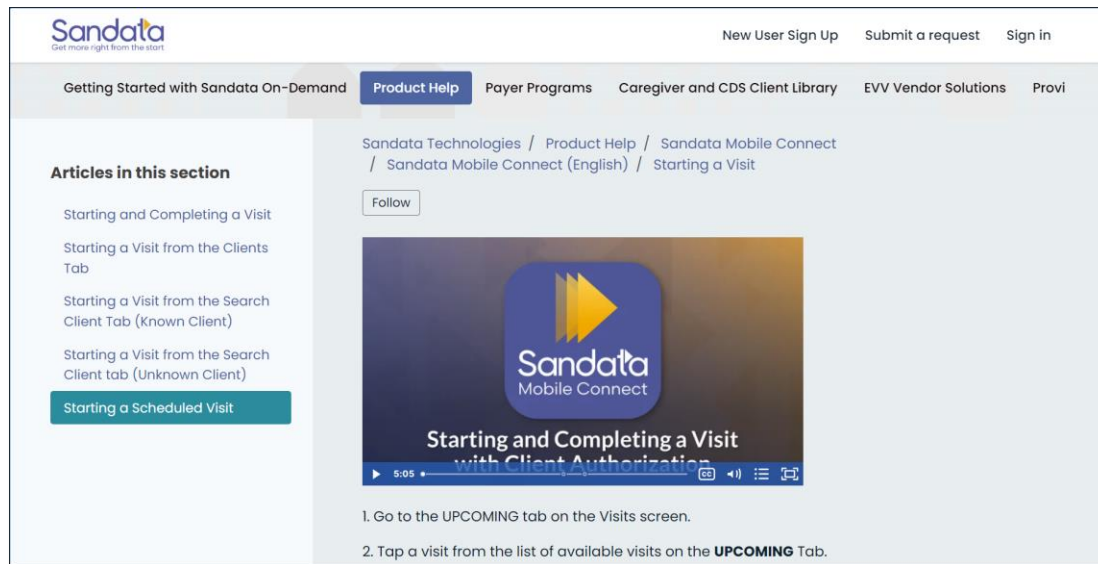 Sandata
Get more right from the start
New User Sign Up Submit a request Sign in
Getting Started with Sandata On-Demand Product Help Payer Programs Caregiver and CDS Client Library EVV Vendor Solutions Provi
Articles in this section
Starting and Completing a Visit
Starting a Visit from the Clients
Tab
Starting a Visit from the Search
Client Tab (Known Client)
Starting a Visit from the Search
Client tab (Unknown Client)
Starting a Scheduled Visit
Sandata Technologies / Product Help / Sandata Mobile Connect
/ Sandata Mobile Connect (English) / Starting a Visit
Follow
Sandata
Mobile Connect
Starting and Completing a Visit
with Client Authorization
5:05
CC
1. Go to the UPCOMING tab on the Visits screen.
2. Tap a visit from the list of available visits on the UPCOMING Tab.